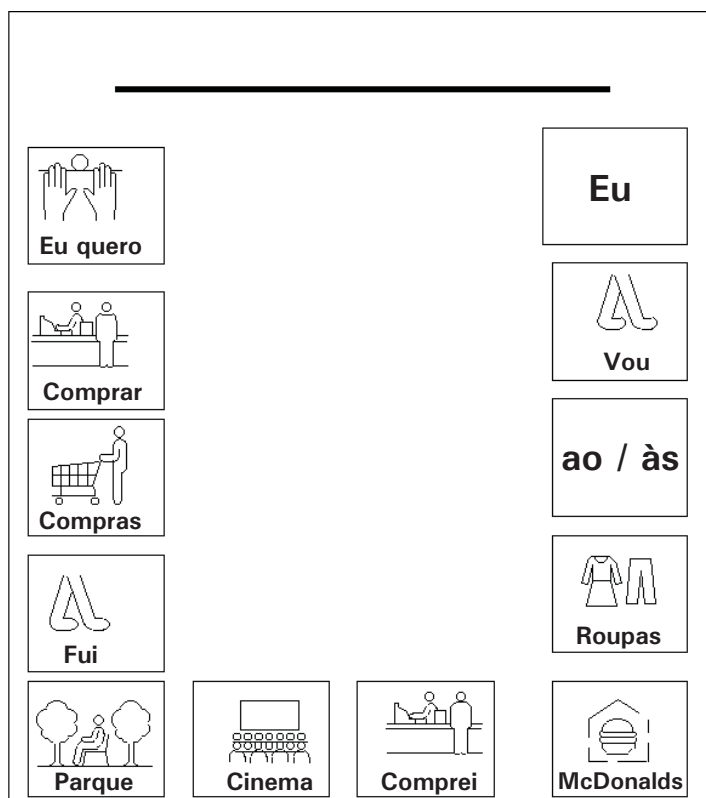 Eu quero
Eu
Comprar
Vou
Compras
ao / às
Fui
Roupas
Parque
Cinema
Comprei
McDonalds